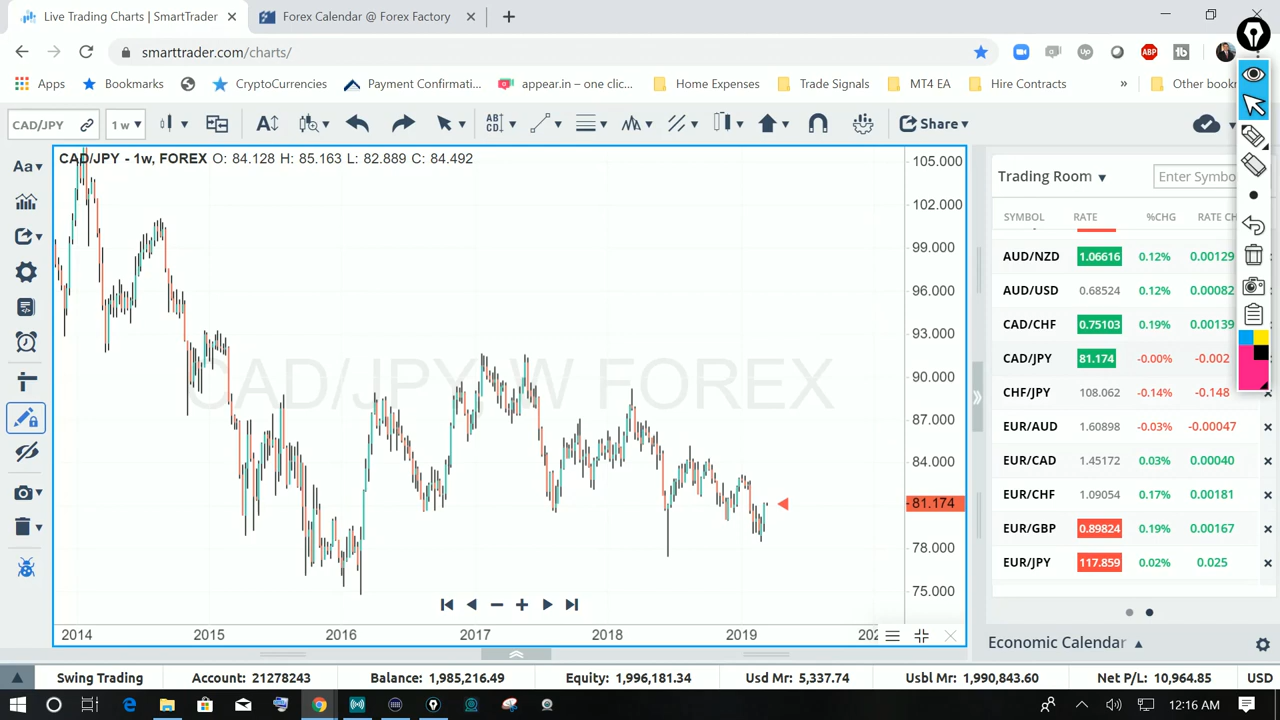 Live Trading Charts | SmartTrader
Forex Calendar @ Forex Factory
smarttrader.com/charts/
ABP
Apps
Bookmarks
CryptoCurrencies
Payment Confirmati...
appear.in – one clic...
Home Expenses
Trade Signals
MT4 EA
Hire Contracts
»
Other book
CAD/JPY
1 w
Share
Aa
CAD/JPY - 1w, FOREX O: 84.128 H: 85.163 L: 82.889 C: 84.492
CAD/JPY, W FOREX
105.000
102.000
99.000
96.000
93.000
90.000
87.000
84.000
81.174
78.000
75.000
2014 2015 2016 2017 2018 2019 202
Trading Room
Enter Symbo
SYMBOL RATE %CHG RATE CH
AUD/NZD 1.06616 0.12% 0.00129
AUD/USD 0.68524 0.12% 0.00082
CAD/CHF 0.75103 0.19% 0.00139
CAD/JPY 81.174 -0.00% -0.002
CHF/JPY 108.062 -0.14% -0.148
EUR/AUD 1.60898 -0.03% -0.00047
EUR/CAD 1.45172 0.03% 0.00040
EUR/CHF 1.09054 0.17% 0.00181
EUR/GBP 0.89824 0.19% 0.00167
EUR/JPY 117.859 0.02% 0.025
Economic Calendar
Swing Trading Account: 21278243 Balance: 1,985,216.49 Equity: 1,996,181.34 Usd Mr: 5,337.74 Usbl Mr: 1,990,843.60 Net P/L: 10,964.85 USD
12:16 AM